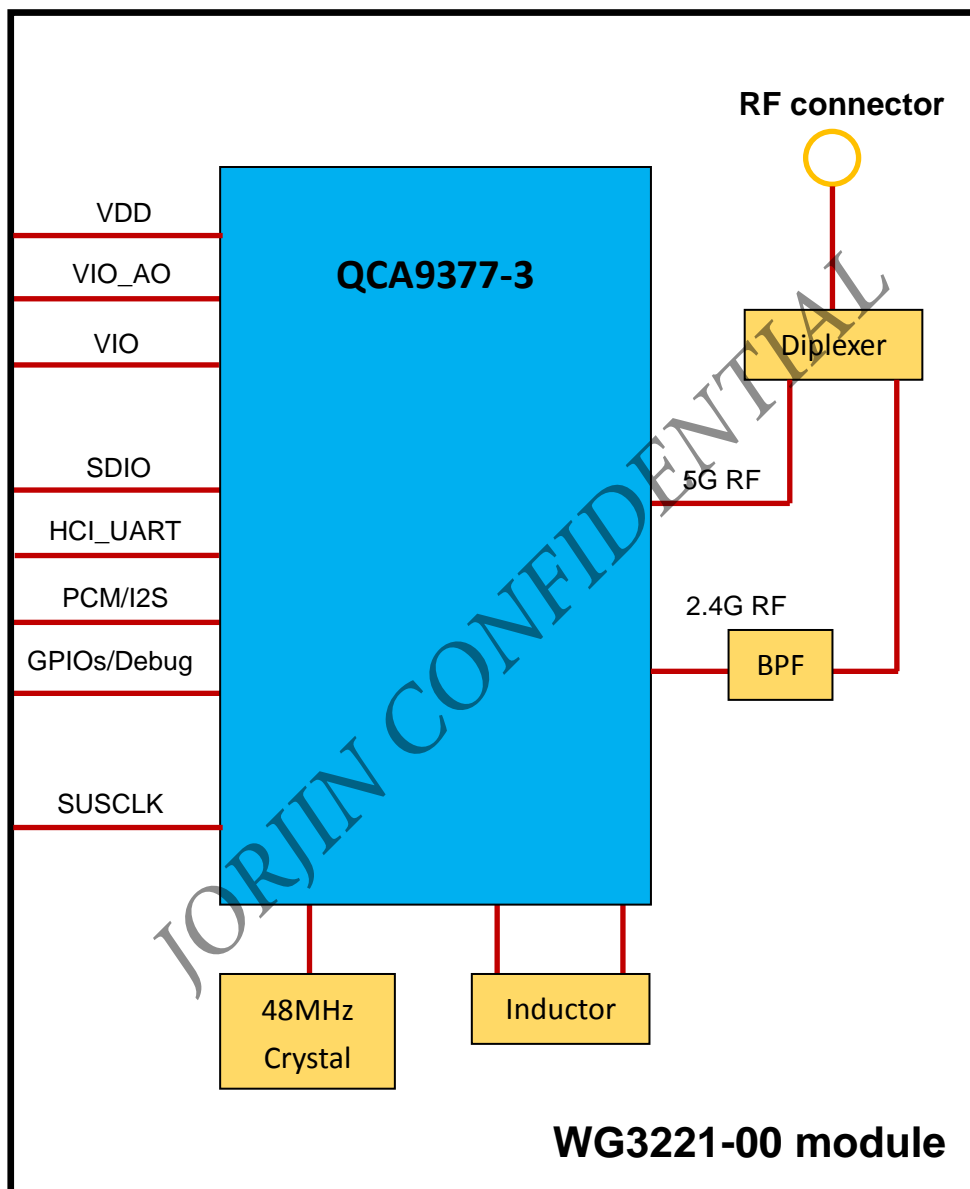 RF connector
VDD
VIO_AO
QCA9377-3
VIO
Diplexer
SDIO
5G RF
HCI_UART
PCM/I2S
2.4G RF
GPIOs/Debug
BPF
SUSCLK
JORJIN CONFIDENTIAL
48MHz
Crystal
Inductor
WG3221-00 module